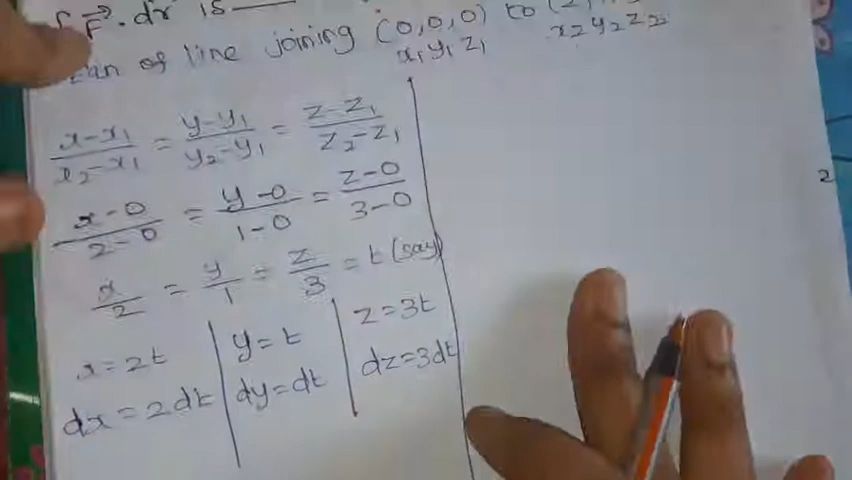 ∫ F⃗ . dr is
of line joining (0,0,0) to (2,
x₁ y₁ z₁ x₂ y₂ z₂
x-x₁/x₂-x₁ = y-y₁/y₂-y₁ = z-z₁/z₂-z₁
x-0/2-0 = y-0/1-0 = z-0/3-0
x/2 = y/1 = z/3 = t (say)
x=2t | y=t | z=3t
dx=2dt | dy=dt | dz=3dt
2